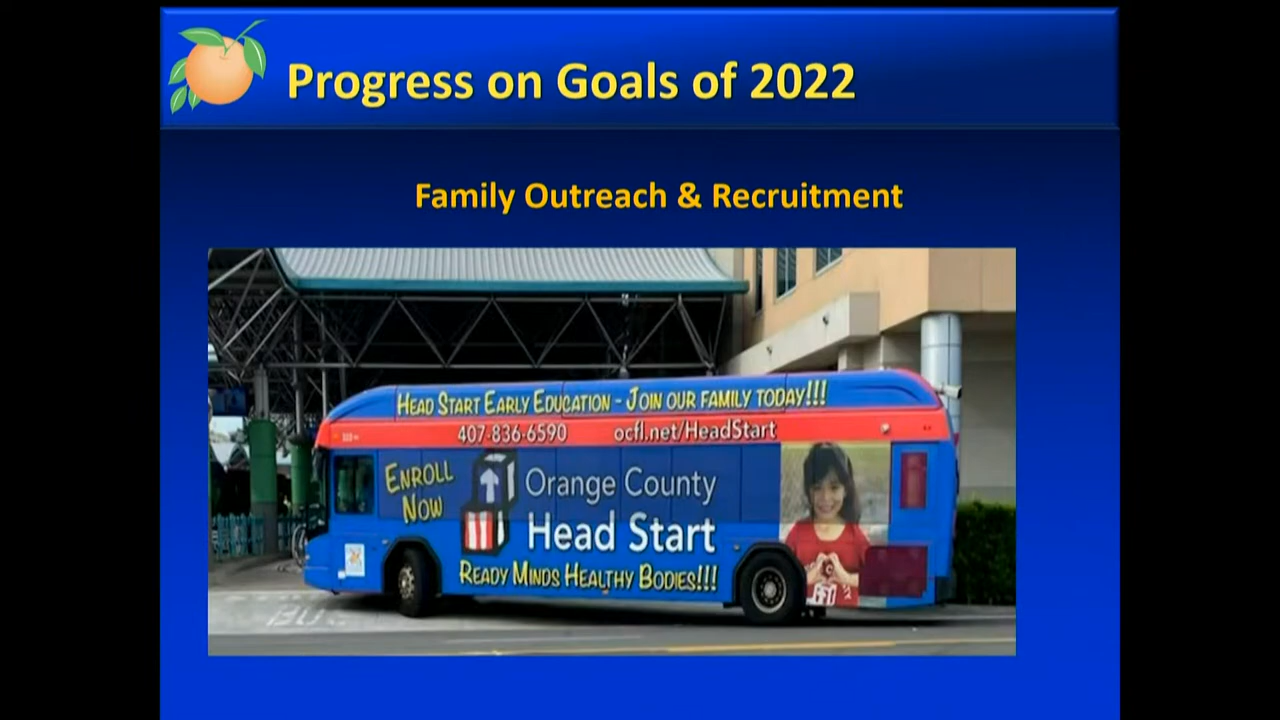 Progress on Goals of 2022
Family Outreach & Recruitment
HEAD START EARLY EDUCATION - JOIN OUR FAMILY TODAY!!!
407-836-6590 ocfl.net/HeadStart
ENROLL
NOW
Orange County
Head Start
READY MINDS HEALTHY BODIES!!!
BUS